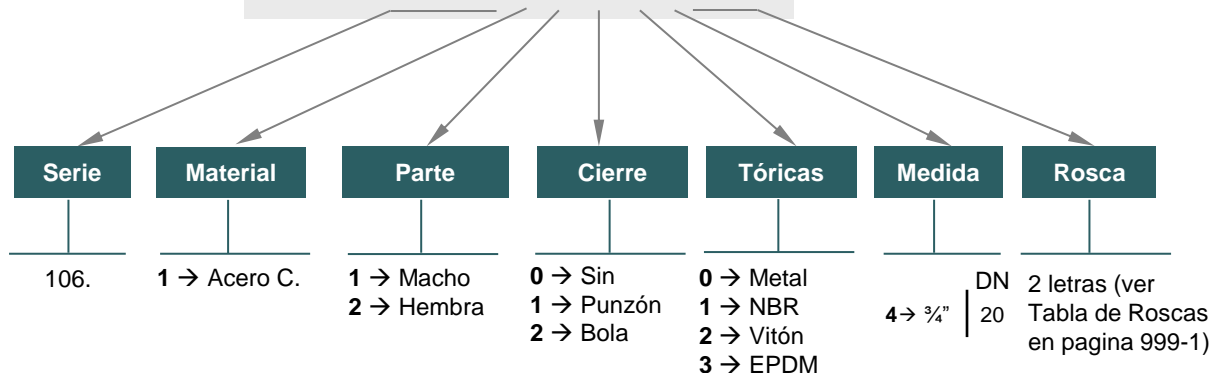 Serie
Material
Parte
Cierre
Tóricas
Medida
Rosca
106.
1 → Acero C.
1 → Macho
2 → Hembra
0 → Sin
1 → Punzón
2 → Bola
0 → Metal
1 → NBR
2 → Vitón
3 → EPDM
DN
4→ ¾” 20
2 letras (ver
Tabla de Roscas
en pagina 999-1)